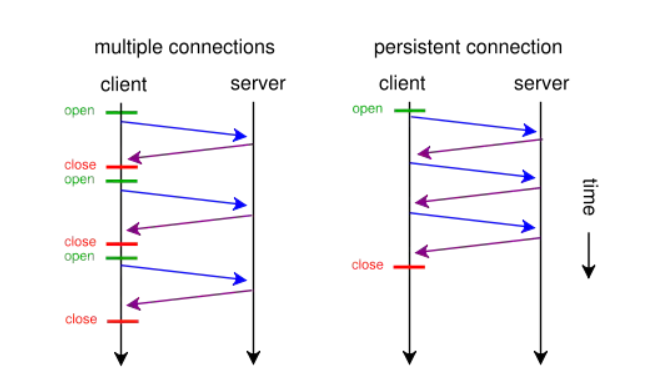 multiple connections
client
server
open
close
open
close
open
close
persistent connection
client
server
open
close
time